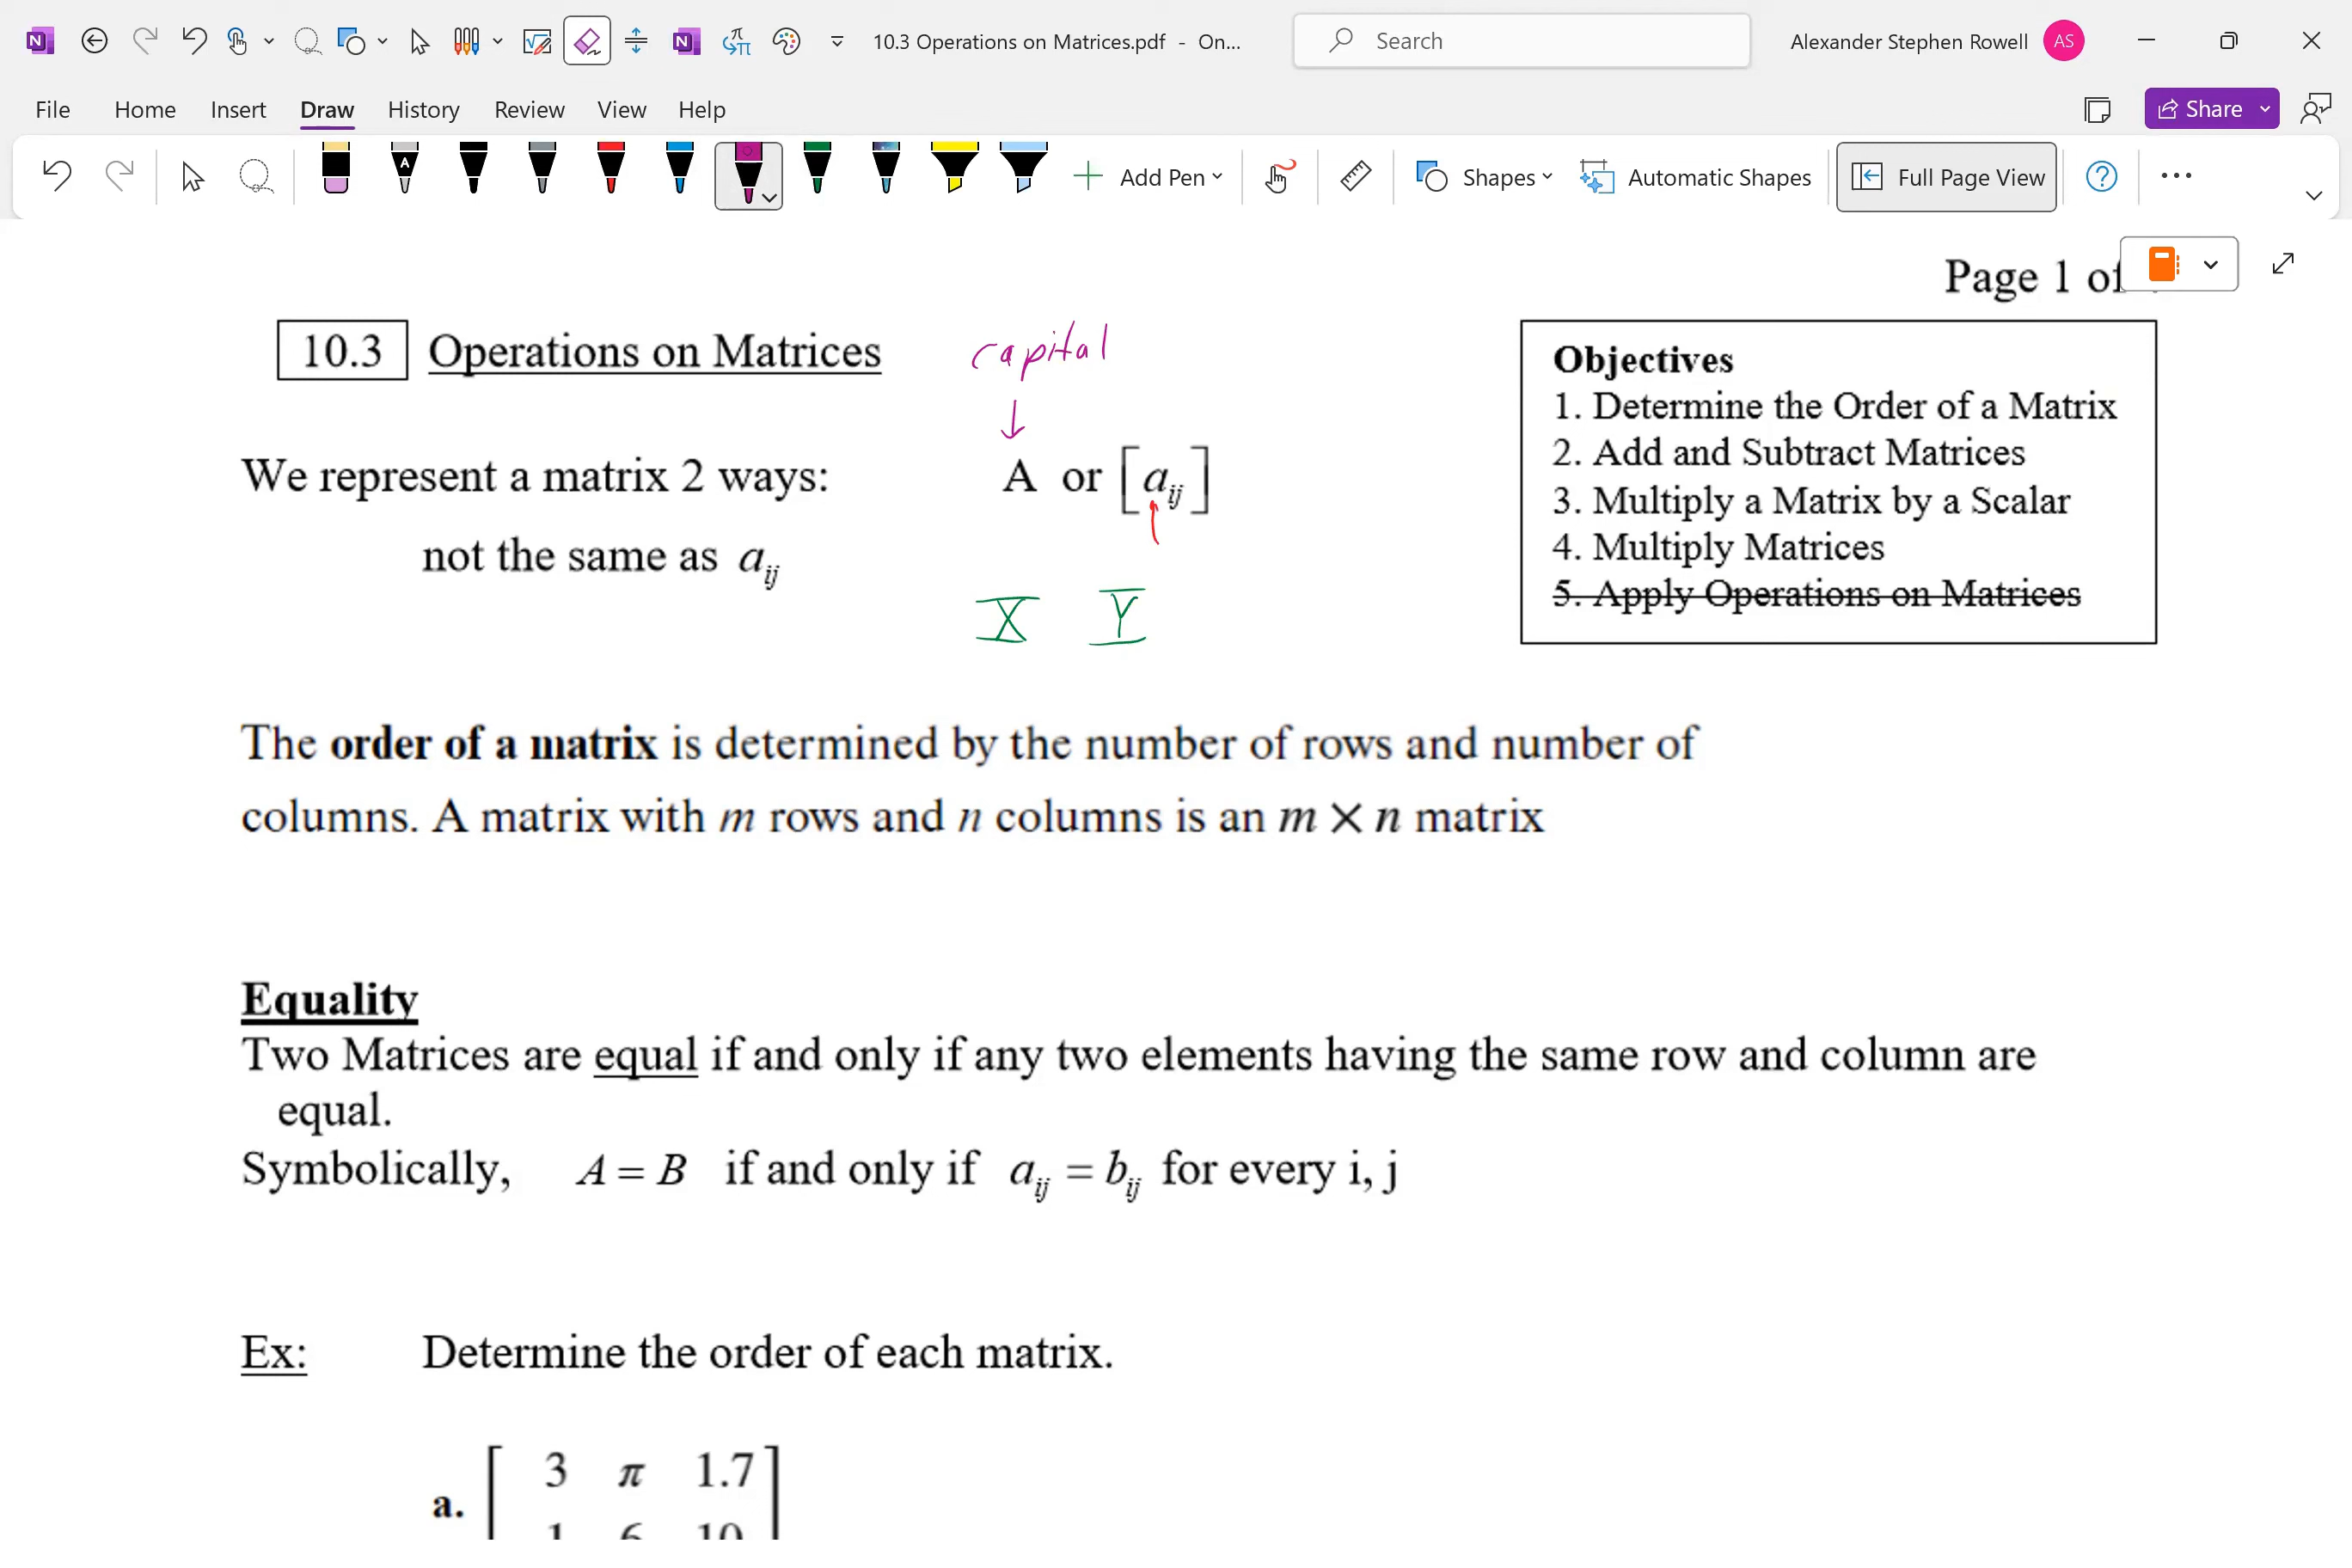 10.3 Operations on Matrices.pdf - On...
Search
Alexander Stephen Rowell
AS
File Home Insert Draw History Review View Help
Share
A
Add Pen
Shapes
Automatic Shapes
Full Page View
Page 1 of
10.3 Operations on Matrices
capital
↓
Objectives
1. Determine the Order of a Matrix
2. Add and Subtract Matrices
3. Multiply a Matrix by a Scalar
4. Multiply Matrices
5. Apply Operations on Matrices
We represent a matrix 2 ways: A or [a_ij]
not the same as a_ij
X Y
The order of a matrix is determined by the number of rows and number of
columns. A matrix with m rows and n columns is an m × n matrix
Equality
Two Matrices are equal if and only if any two elements having the same row and column are
equal.
Symbolically, A = B if and only if a_ij = b_ij for every i, j
Ex: Determine the order of each matrix.
a. 3 π 1.7
1 6 10